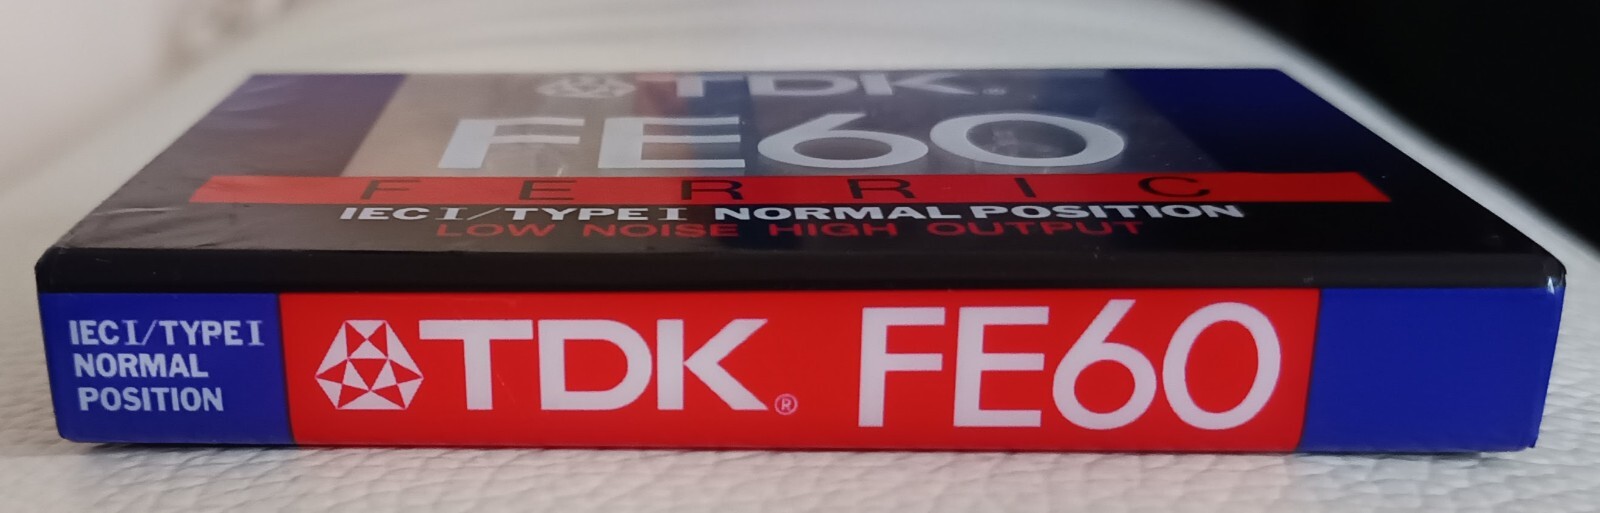 TDK®
FE60
FERRIC
IEC I/TYPE I NORMAL POSITION
LOW NOISE HIGH OUTPUT
IEC I/TYPE I
NORMAL
POSITION
TDK® FE60